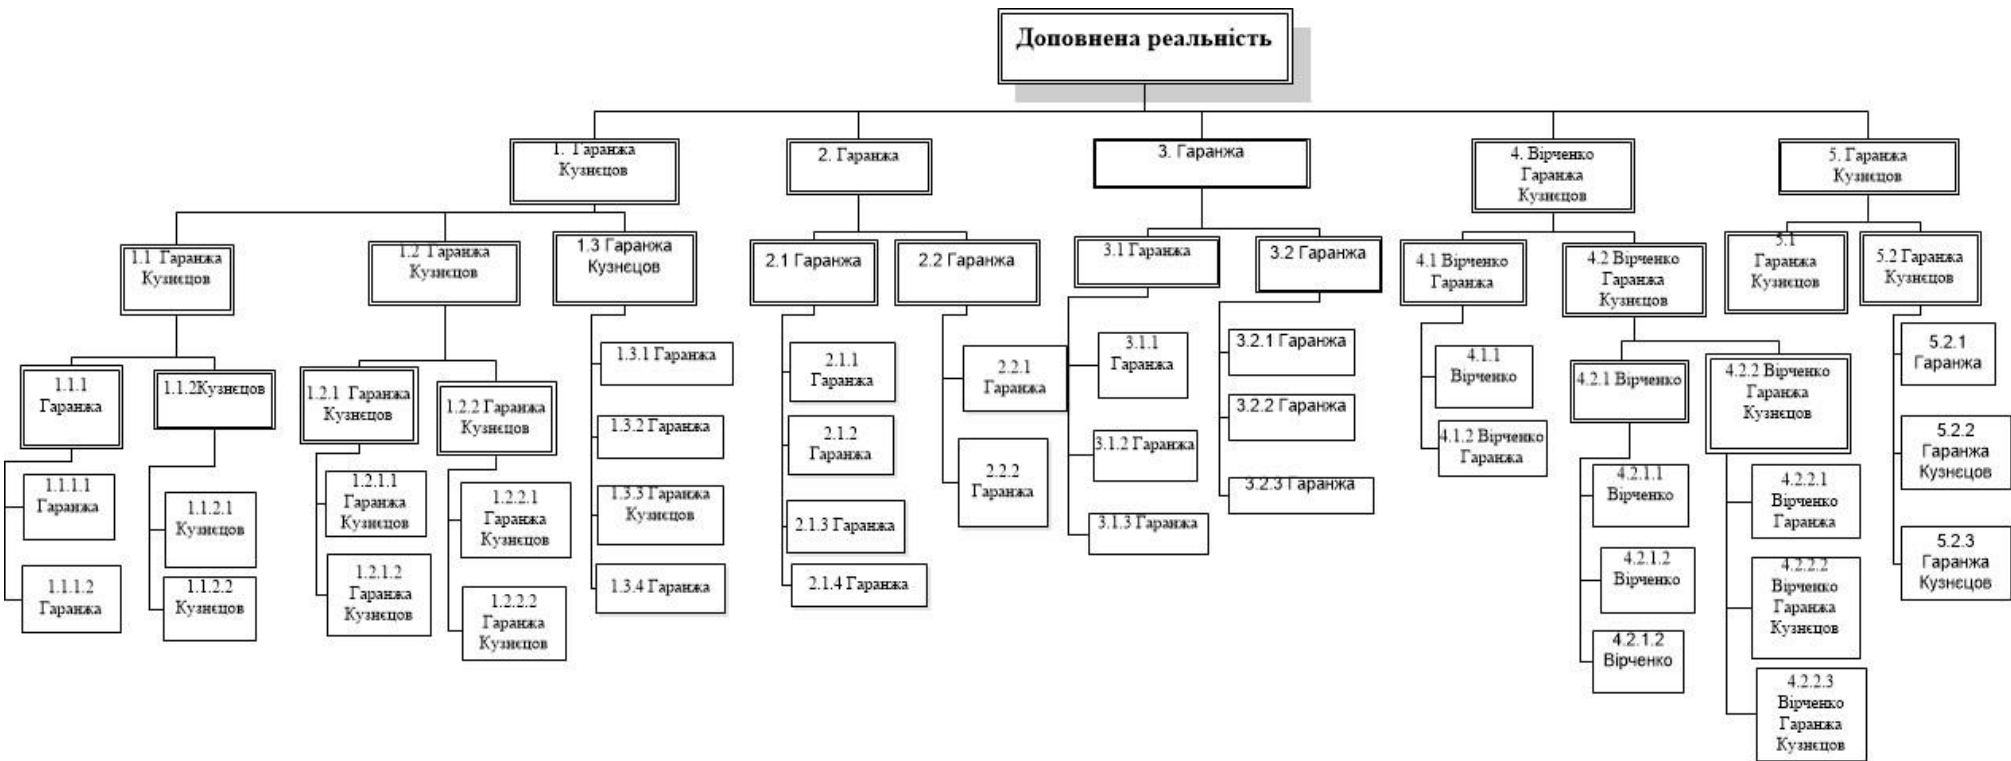 Доповнена реальність
1. Гаранжа
Кузнєцов
2. Гаранжа
3. Гаранжа
4. Вірченко
Гаранжа
Кузнєцов
5. Гаранжа
Кузнєцов
1.1 Гаранжа
Кузнєцов
1.2 Гаранжа
Кузнєцов
1.3 Гаранжа
Кузнєцов
2.1 Гаранжа
2.2 Гаранжа
3.1 Гаранжа
3.2 Гаранжа
4.1 Вірченко
Гаранжа
4.2 Вірченко
Гаранжа
Кузнєцов
5.1
Гаранжа
Кузнєцов
5.2 Гаранжа
Кузнєцов
1.1.1
Гаранжа
1.1.2Кузнєцов
1.2.1 Гаранжа
Кузнєцов
1.2.2 Гаранжа
Кузнєцов
1.3.1 Гаранжа
1.3.2 Гаранжа
1.3.3 Гаранжа
Кузнєцов
1.3.4 Гаранжа
2.1.1
Гаранжа
2.1.2
Гаранжа
2.1.3 Гаранжа
2.1.4 Гаранжа
2.2.1
Гаранжа
2.2.2
Гаранжа
3.1.1
Гаранжа
3.1.2 Гаранжа
3.1.3 Гаранжа
3.2.1 Гаранжа
3.2.2 Гаранжа
3.2.3 Гаранжа
4.1.1
Вірченко
4.1.2 Вірченко
Гаранжа
4.2.1 Вірченко
4.2.2 Вірченко
Гаранжа
Кузнєцов
5.2.1
Гаранжа
5.2.2
Гаранжа
Кузнєцов
5.2.3
Гаранжа
Кузнєцов
1.1.1.1
Гаранжа
1.1.1.2
Гаранжа
1.1.2.1
Кузнєцов
1.1.2.2
Кузнєцов
1.2.1.1
Гаранжа
Кузнєцов
1.2.1.2
Гаранжа
Кузнєцов
1.2.2.1
Гаранжа
Кузнєцов
1.2.2.2
Гаранжа
Кузнєцов
4.2.1.1
Вірченко
4.2.1.2
Вірченко
4.2.1.2
Вірченко
4.2.2.1
Вірченко
Гаранжа
4.2.2.2
Вірченко
Гаранжа
Кузнєцов
4.2.2.3
Вірченко
Гаранжа
Кузнєцов